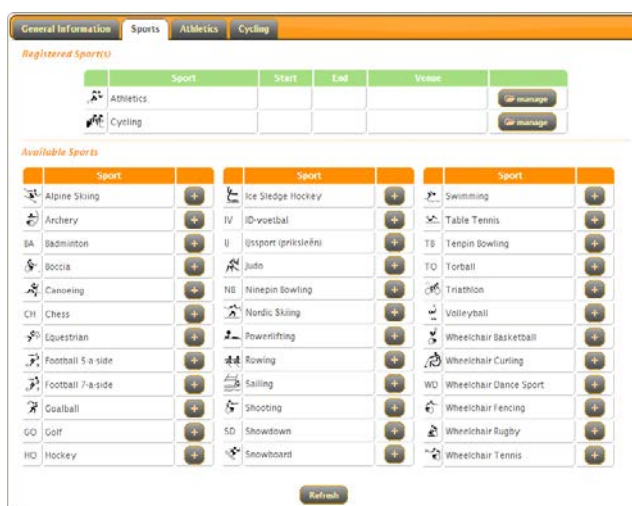 General Information Sports Athletics Cycling
Registered Sport(s)
Sport Start End Venue
Athletics manage
Cycling manage
Available Sports
Sport Sport Sport
Alpine Skiing + Ice Sledge Hockey + Swimming +
Archery + IV ID-voetbal + Table Tennis +
BA Badminton + IJ IJssport (priksleeën) + TB Tenpin Bowling +
Boccia + Judo + TO Torball +
Canoeing + NB Ninepin Bowling + Triathlon +
CH Chess + Nordic Skiing + Volleyball +
Equestrian + Powerlifting + Wheelchair Basketball +
Football 5-a-side + Rowing + Wheelchair Curling +
Football 7-a-side + Sailing + WD Wheelchair Dance Sport +
Goalball + Shooting + Wheelchair Fencing +
GO Golf + SD Showdown + Wheelchair Rugby +
HO Hockey + Snowboard + Wheelchair Tennis +
Refresh